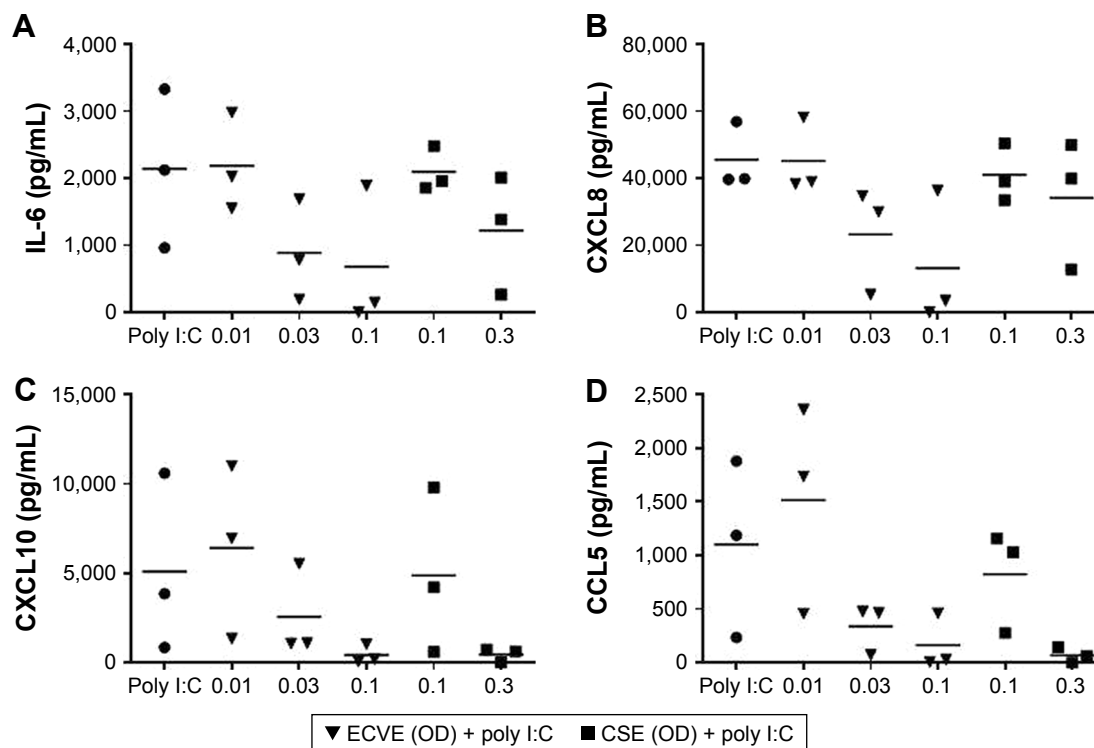 A
IL-6 (pg/mL)
4,000
3,000
2,000
1,000
0
Poly I:C 0.01 0.03 0.1 0.1 0.3
B
CXCL8 (pg/mL)
80,000
60,000
40,000
20,000
0
Poly I:C 0.01 0.03 0.1 0.1 0.3
C
CXCL10 (pg/mL)
15,000
10,000
5,000
0
Poly I:C 0.01 0.03 0.1 0.1 0.3
D
CCL5 (pg/mL)
2,500
2,000
1,500
1,000
500
0
Poly I:C 0.01 0.03 0.1 0.1 0.3
ECVE (OD) + poly I:C CSE (OD) + poly I:C